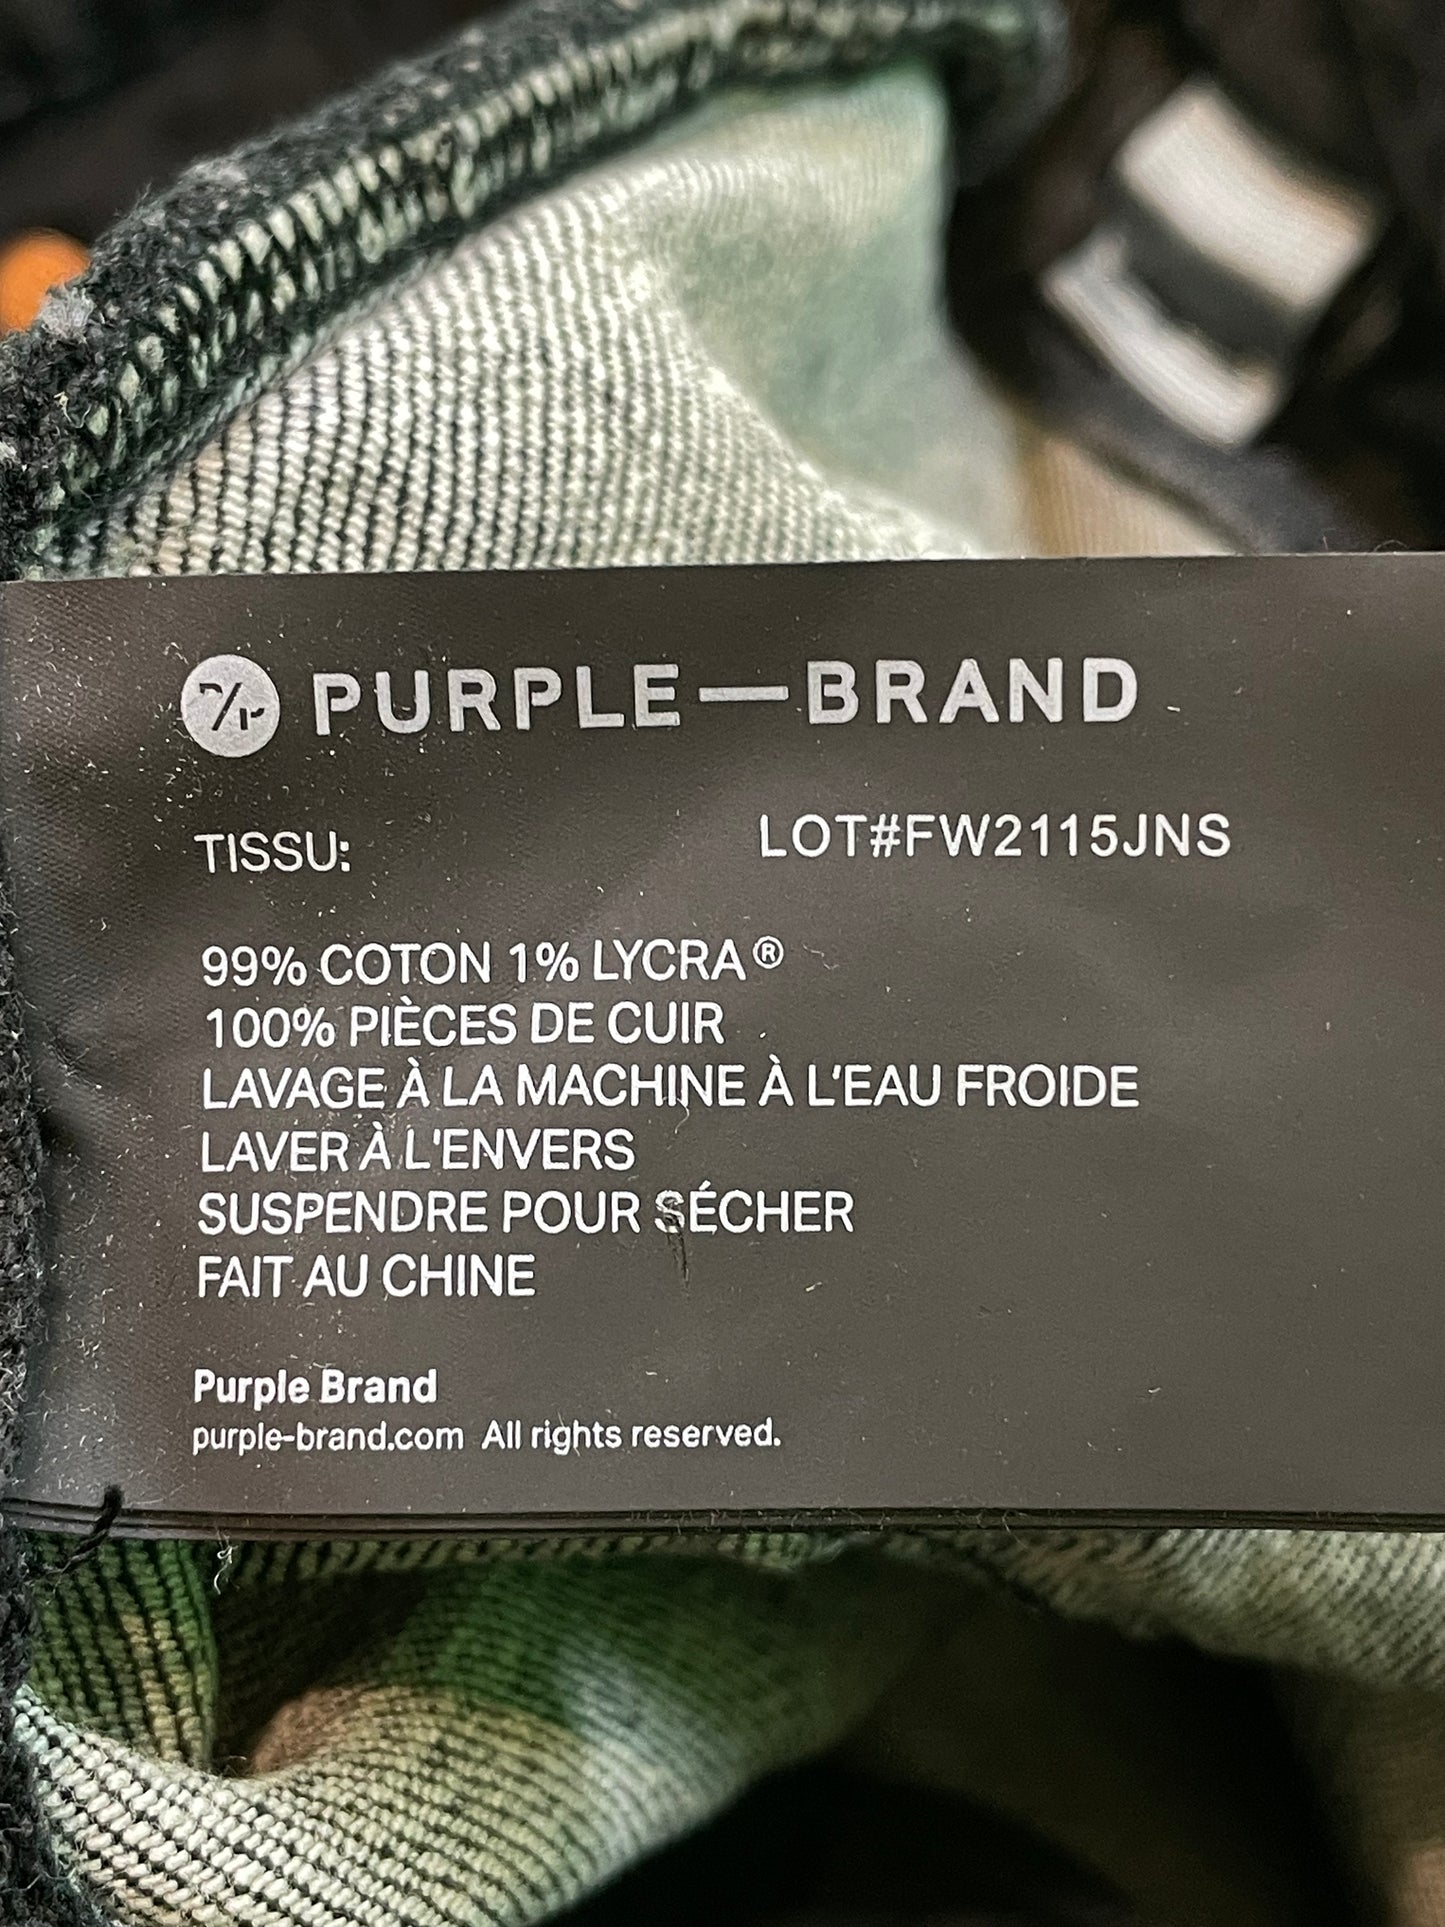 PURPLE—BRAND
TISSU:
LOT#FW2115JNS
99% COTON 1% LYCRA®
100% PIÈCES DE CUIR
LAVAGE À LA MACHINE À L'EAU FROIDE
LAVER À L'ENVERS
SUSPENDRE POUR SÉCHER
FAIT AU CHINE
Purple Brand
purple-brand.com All rights reserved.